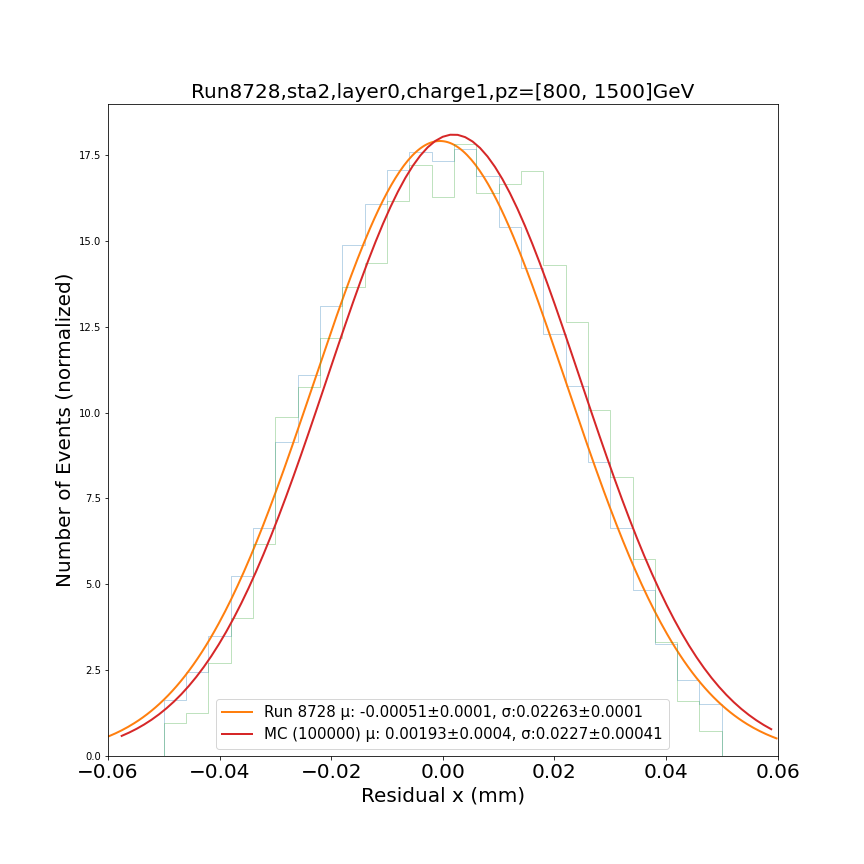 Run8728,sta2,layer0,charge1,pz=[800, 1500]GeV
Number of Events (normalized)
17.5
15.0
12.5
10.0
7.5
5.0
2.5
0.0
Run 8728 μ: -0.00051±0.0001, σ:0.02263±0.0001
MC (100000) μ: 0.00193±0.0004, σ:0.0227±0.00041
−0.06 −0.04 −0.02 0.00 0.02 0.04 0.06
Residual x (mm)